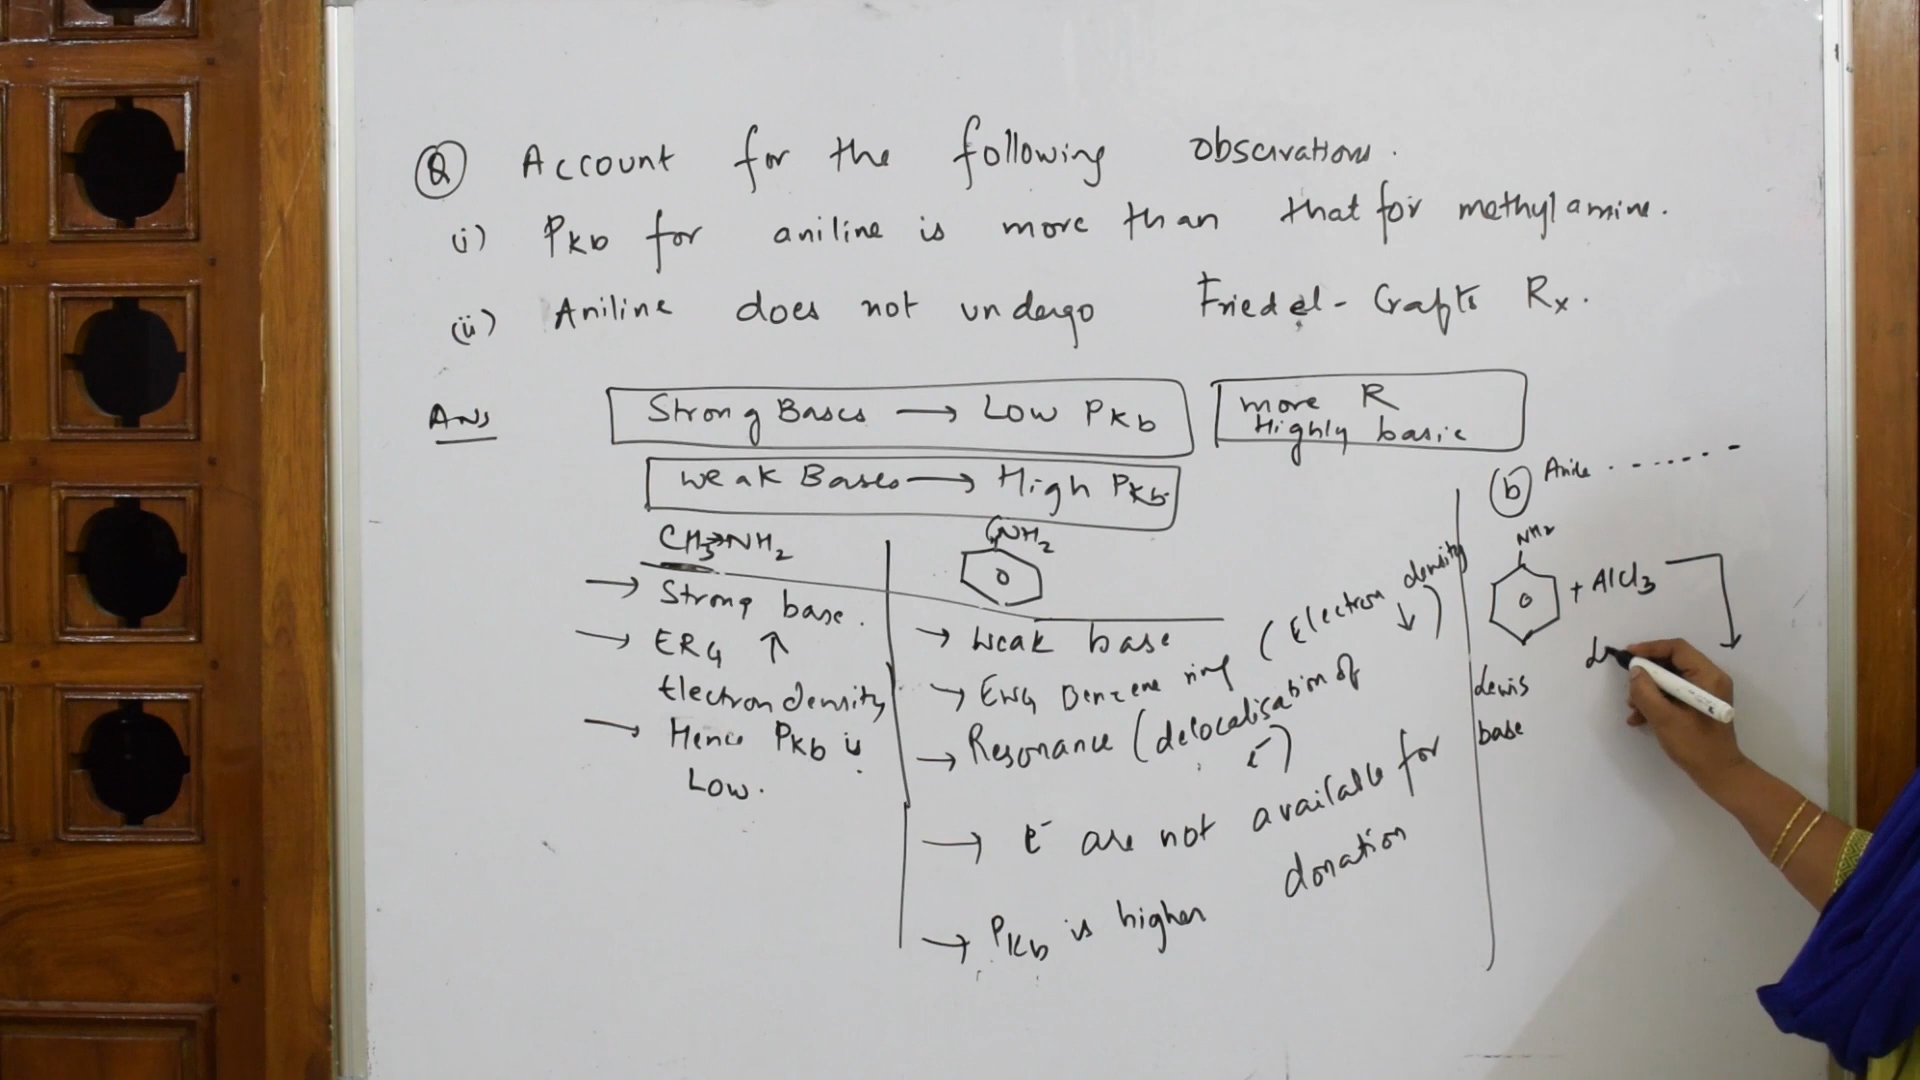 Q Account for the following observations.
(i) PKb for aniline is more than that for methylamine.
(ii) Aniline does not undergo Friedel-Crafts Rx.
Ans
Strong Bases → Low PKb
more R
Highly basic
weak Bases → High PKb.
CH3→NH2
→ Strong base.
→ ERG ↑
Electron density
→ Hence PKb is
Low.
NH2
→ Weak base
→ EWG Benzene ring (Electron density ↓)
→ Resonance (delocalisation of
e-)
→ e- are not available for
donation
→ PKb is higher
(b)
NH2
+ AlCl3
Lewis
base